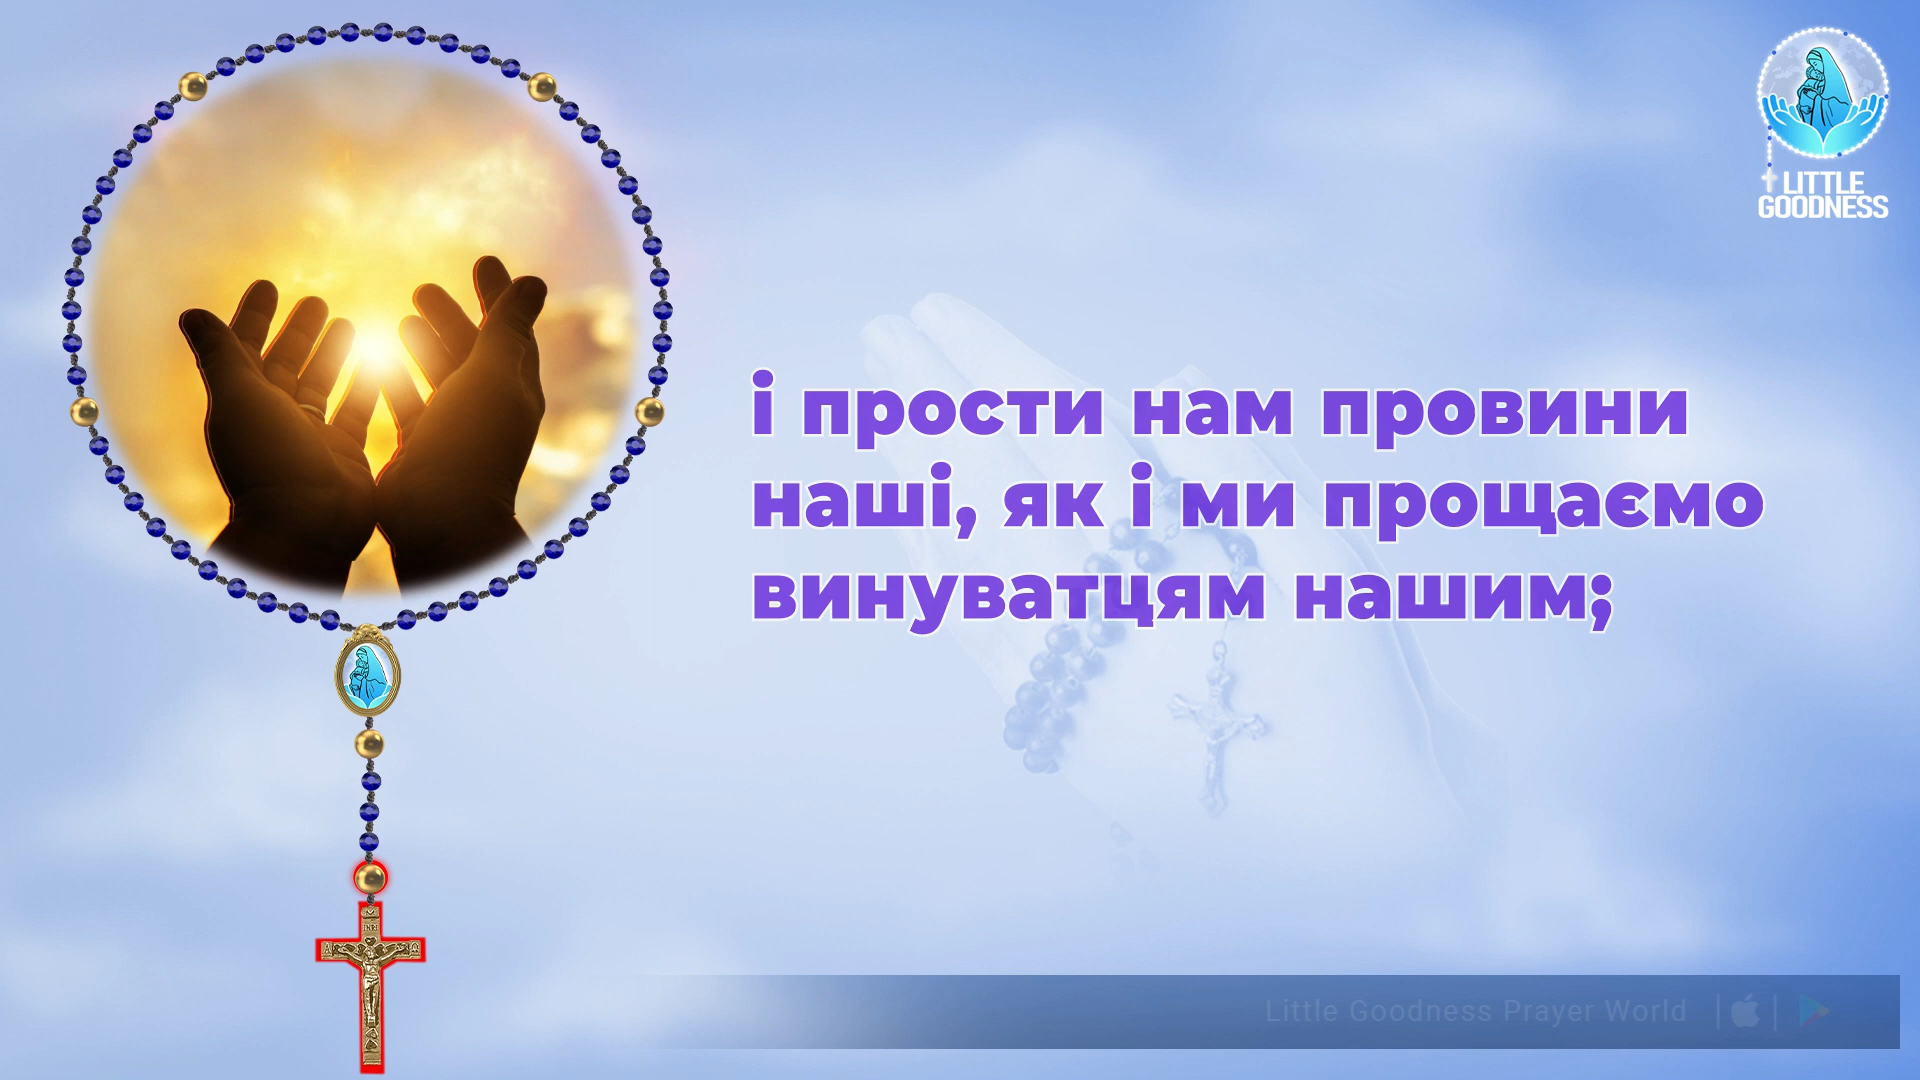 LITTLE
GOODNESS
і прости нам провини
наші, як і ми прощаємо
винуватцям нашим;
INRI
Little Goodness Prayer World